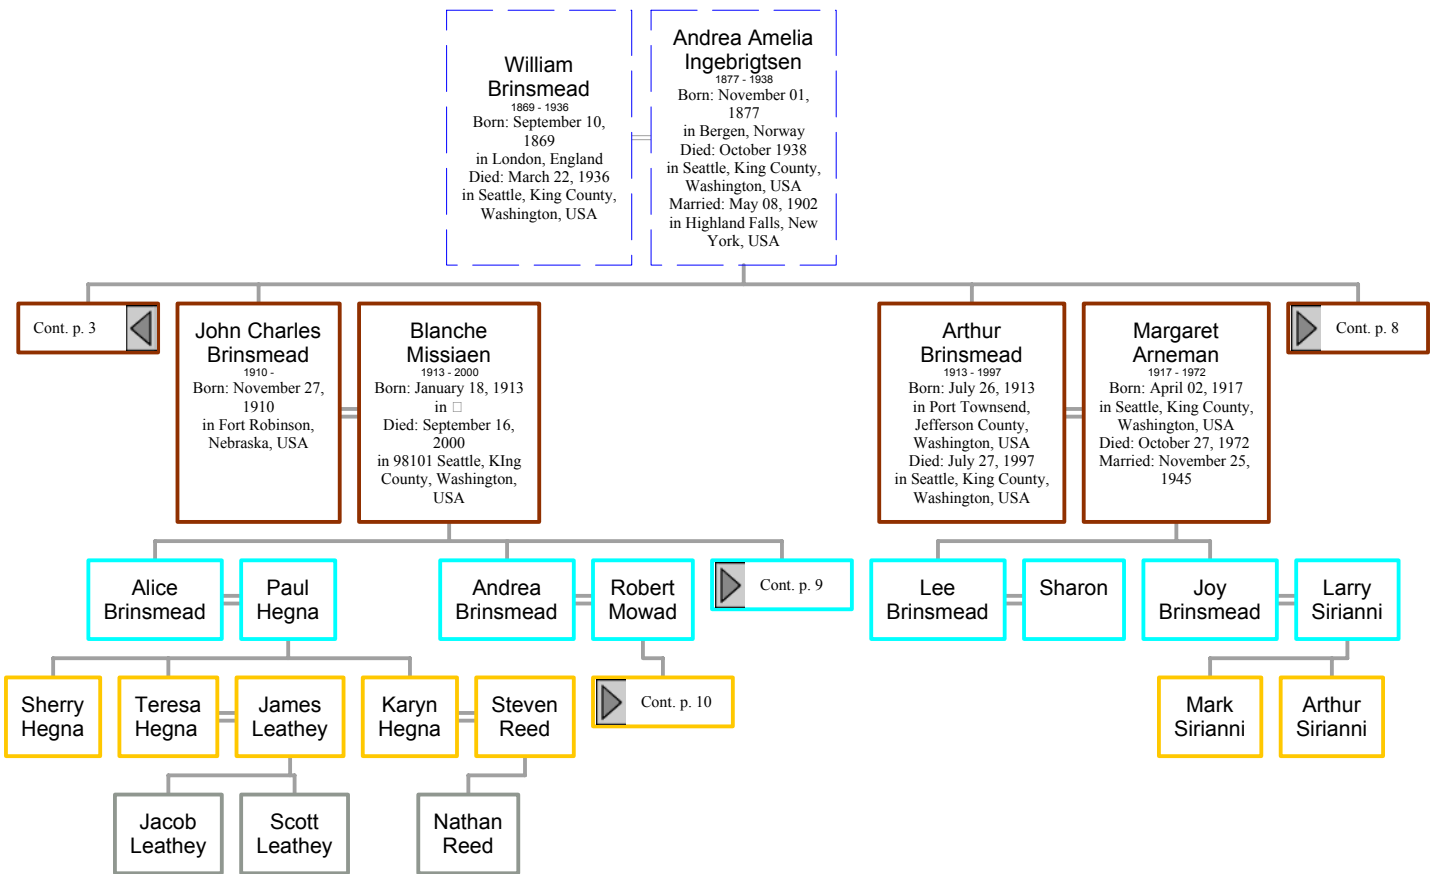 William
Brinsmead
1869 - 1936
Born: September 10,
1869
in London, England
Died: March 22, 1936
in Seattle, King County,
Washington, USA
Andrea Amelia
Ingebrigtsen
1877 - 1938
Born: November 01,
1877
in Bergen, Norway
Died: October 1938
in Seattle, King County,
Washington, USA
Married: May 08, 1902
in Highland Falls, New
York, USA
Cont. p. 3
John Charles
Brinsmead
1910 -
Born: November 27,
1910
in Fort Robinson,
Nebraska, USA
Blanche
Missiaen
1913 - 2000
Born: January 18, 1913
in □
Died: September 16,
2000
in 98101 Seattle, KIng
County, Washington,
USA
Arthur
Brinsmead
1913 - 1997
Born: July 26, 1913
in Port Townsend,
Jefferson County,
Washington, USA
Died: July 27, 1997
in Seattle, King County,
Washington, USA
Margaret
Arneman
1917 - 1972
Born: April 02, 1917
in Seattle, King County,
Washington, USA
Died: October 27, 1972
Married: November 25,
1945
Cont. p. 8
Alice
Brinsmead
Paul
Hegna
Andrea
Brinsmead
Robert
Mowad
Cont. p. 9
Lee
Brinsmead
Sharon
Joy
Brinsmead
Larry
Sirianni
Sherry
Hegna
Teresa
Hegna
James
Leathey
Karyn
Hegna
Steven
Reed
Cont. p. 10
Mark
Sirianni
Arthur
Sirianni
Jacob
Leathey
Scott
Leathey
Nathan
Reed